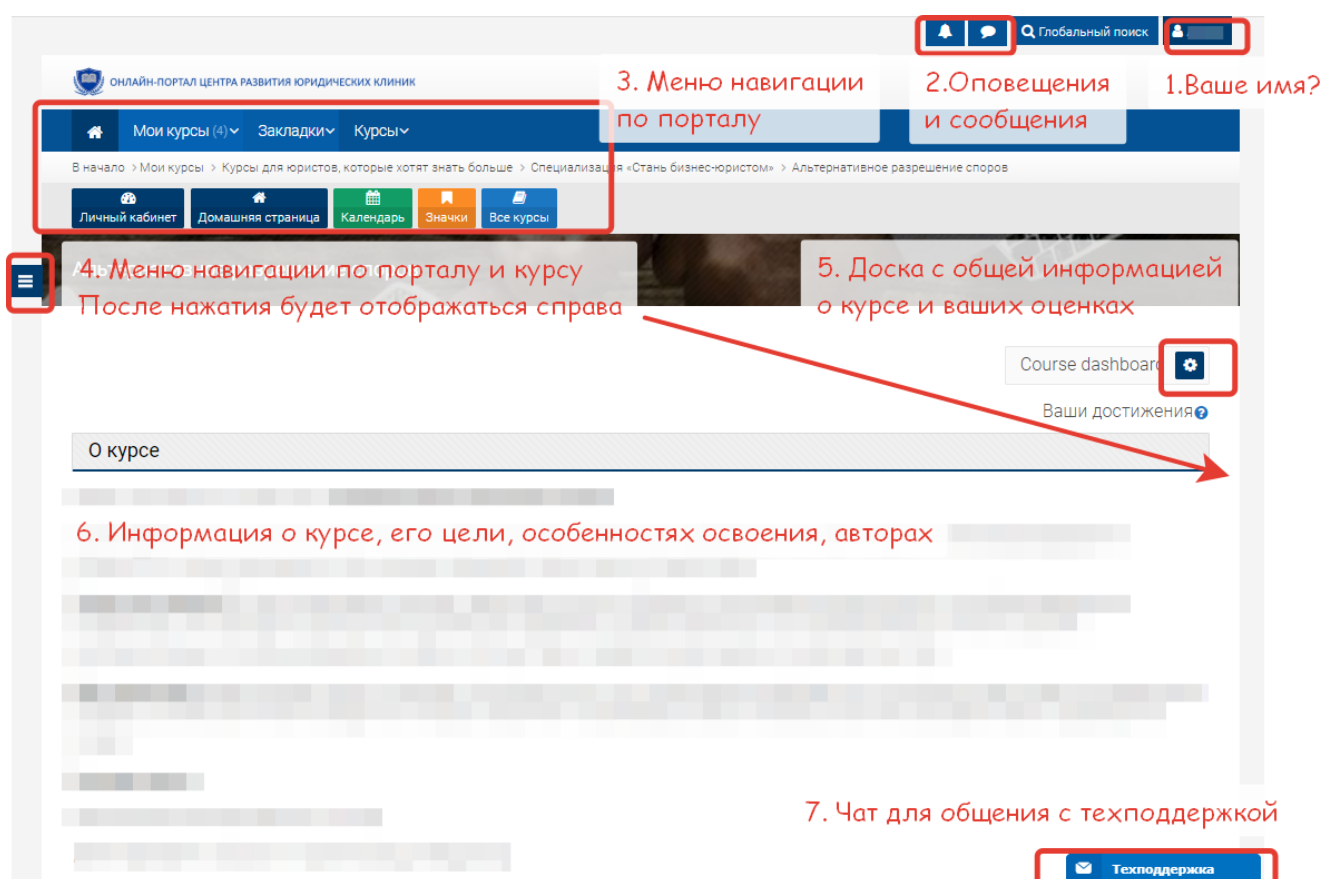 Глобальный поиск
ОНЛАЙН-ПОРТАЛ ЦЕНТРА РАЗВИТИЯ ЮРИДИЧЕСКИХ КЛИНИК
3. Меню навигации
по порталу
2.Оповещения
и сообщения
1.Ваше имя?
Мои курсы (4) Закладки Курсы
В начало > Мои курсы > Курсы для юристов, которые хотят знать больше > Специализация «Стань бизнес-юристом» > Альтернативное разрешение споров
Личный кабинет Домашняя страница Календарь Значки Все курсы
4. Меню навигации по порталу и курсу
После нажатия будет отображаться справа
5. Доска с общей информацией
о курсе и ваших оценках
Course dashboard
Ваши достижения
О курсе
6. Информация о курсе, его цели, особенностях освоения, авторах
7. Чат для общения с техподдержкой
Техподдержка